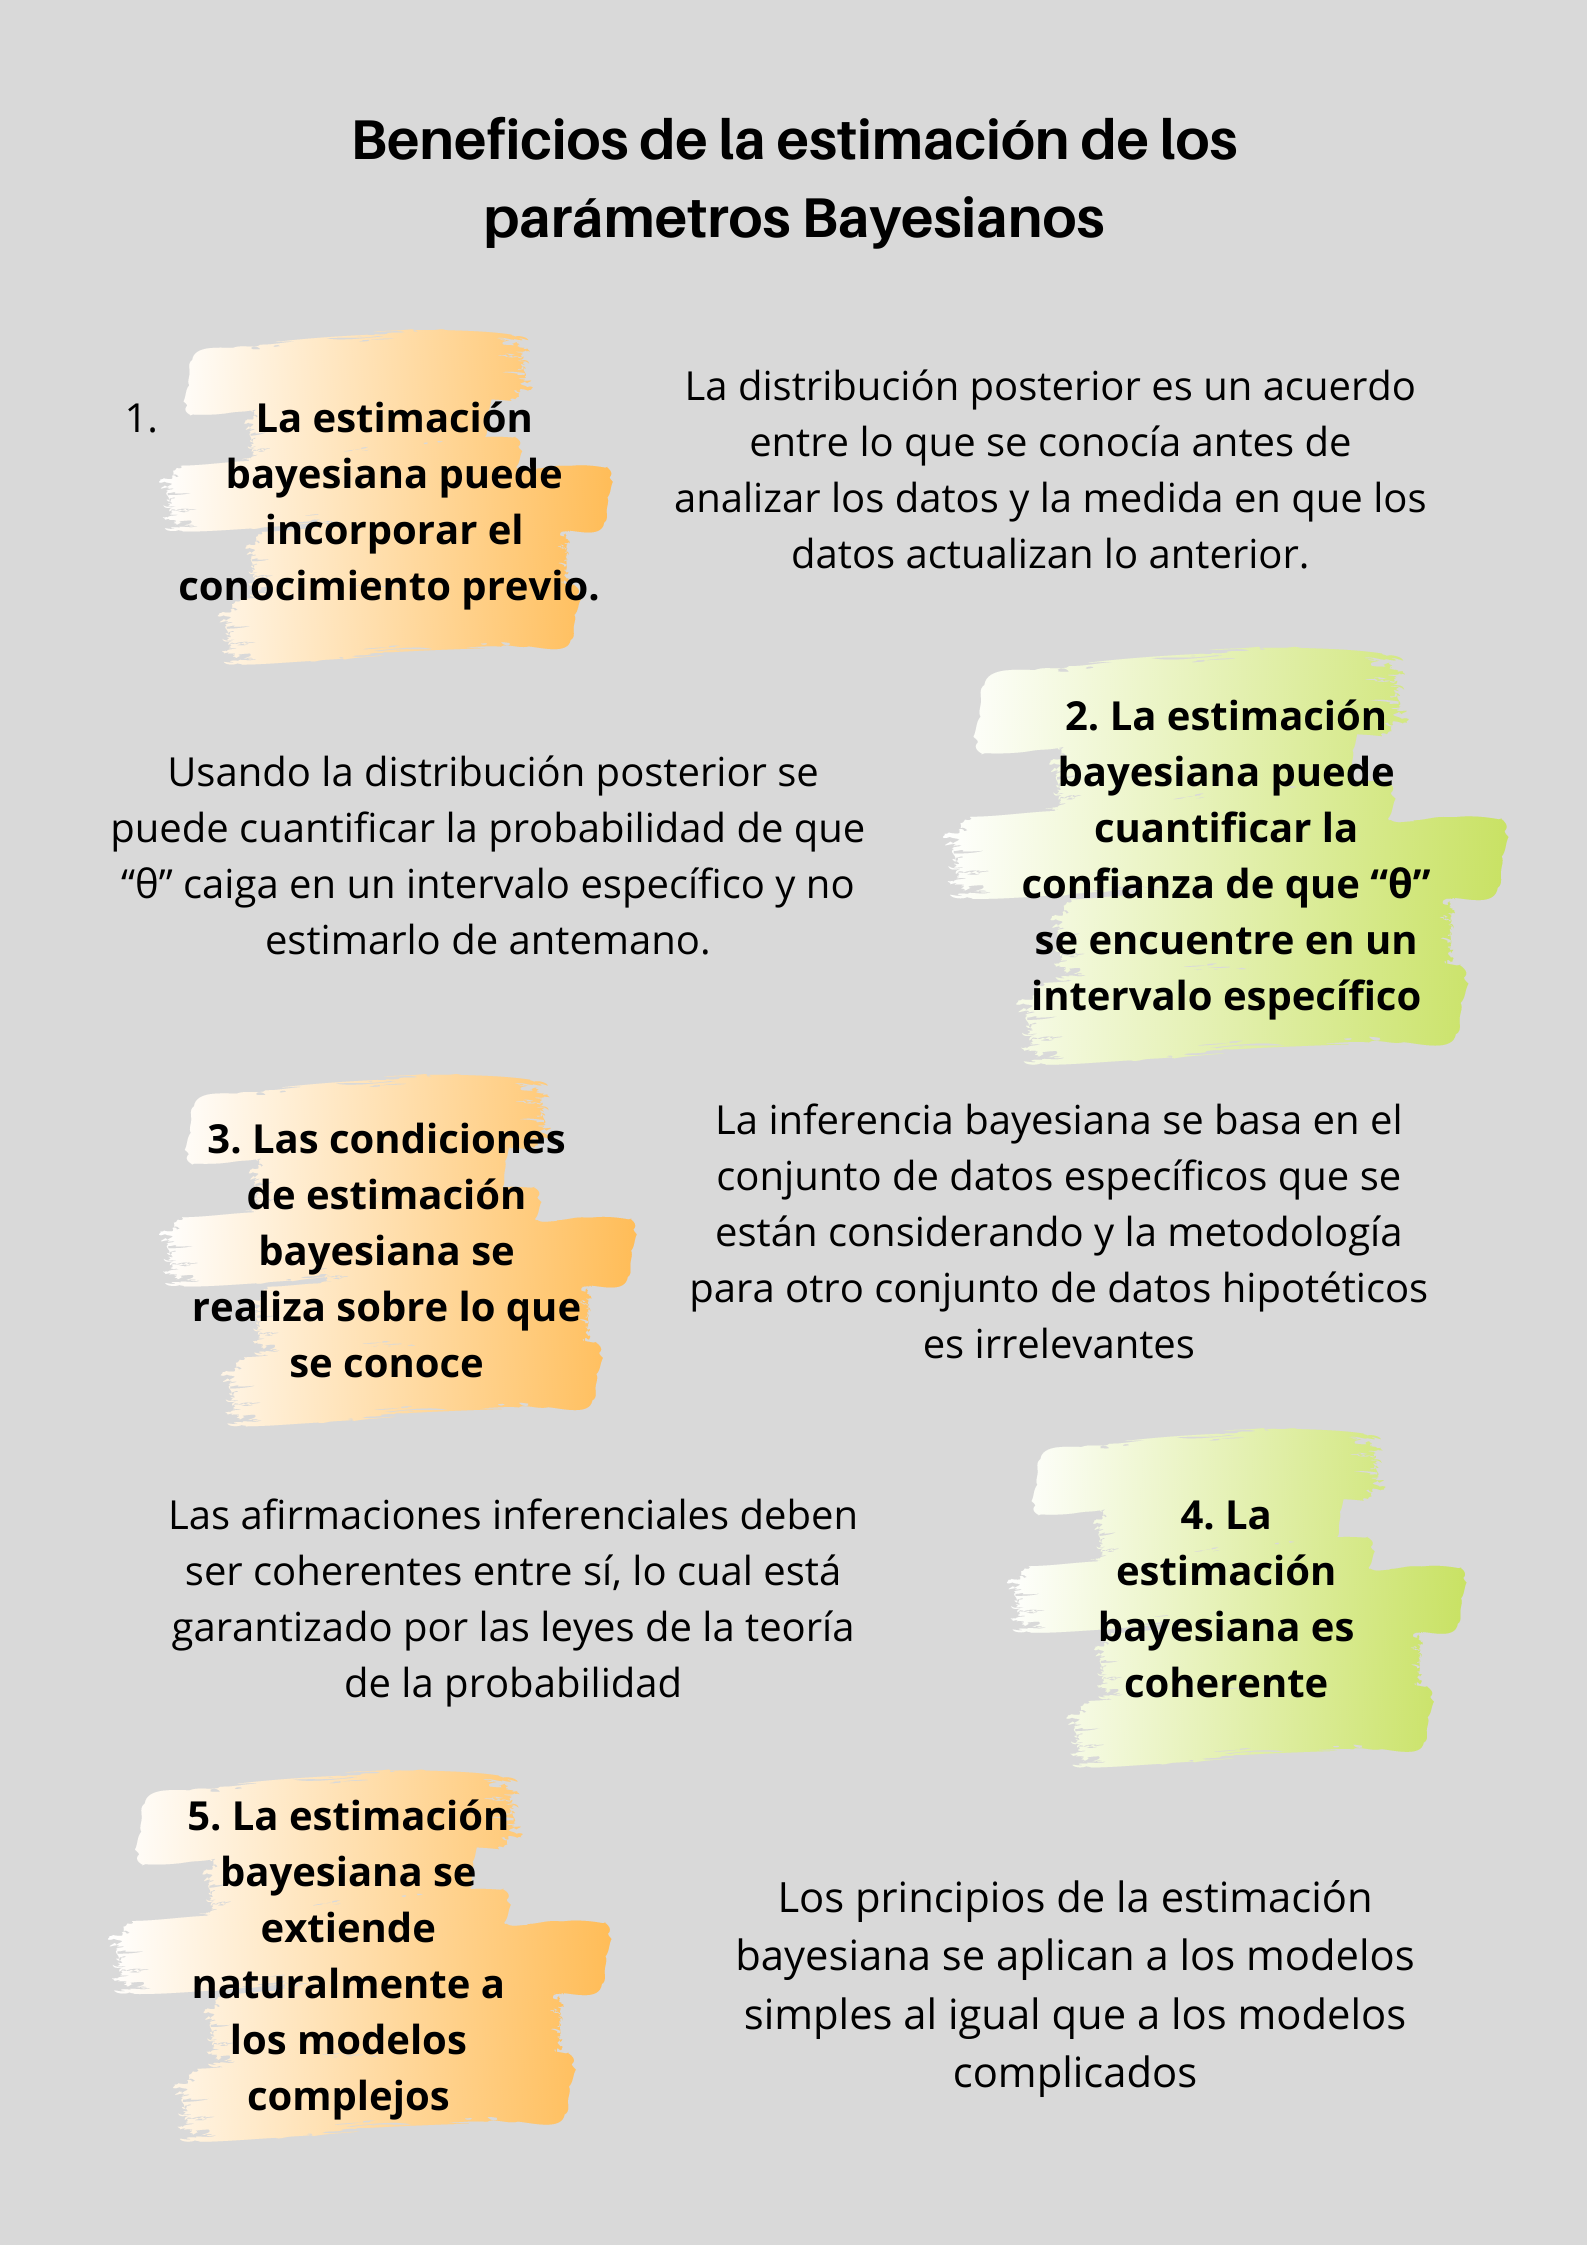 Beneficios de la estimación de los
parámetros Bayesianos
1. La estimación
bayesiana puede
incorporar el
conocimiento previo.
La distribución posterior es un acuerdo
entre lo que se conocía antes de
analizar los datos y la medida en que los
datos actualizan lo anterior.
2. La estimación
bayesiana puede
cuantificar la
confianza de que “θ”
se encuentre en un
intervalo específico
Usando la distribución posterior se
puede cuantificar la probabilidad de que
“θ” caiga en un intervalo específico y no
estimarlo de antemano.
3. Las condiciones
de estimación
bayesiana se
realiza sobre lo que
se conoce
La inferencia bayesiana se basa en el
conjunto de datos específicos que se
están considerando y la metodología
para otro conjunto de datos hipotéticos
es irrelevantes
4. La
estimación
bayesiana es
coherente
Las afirmaciones inferenciales deben
ser coherentes entre sí, lo cual está
garantizado por las leyes de la teoría
de la probabilidad
5. La estimación
bayesiana se
extiende
naturalmente a
los modelos
complejos
Los principios de la estimación
bayesiana se aplican a los modelos
simples al igual que a los modelos
complicados